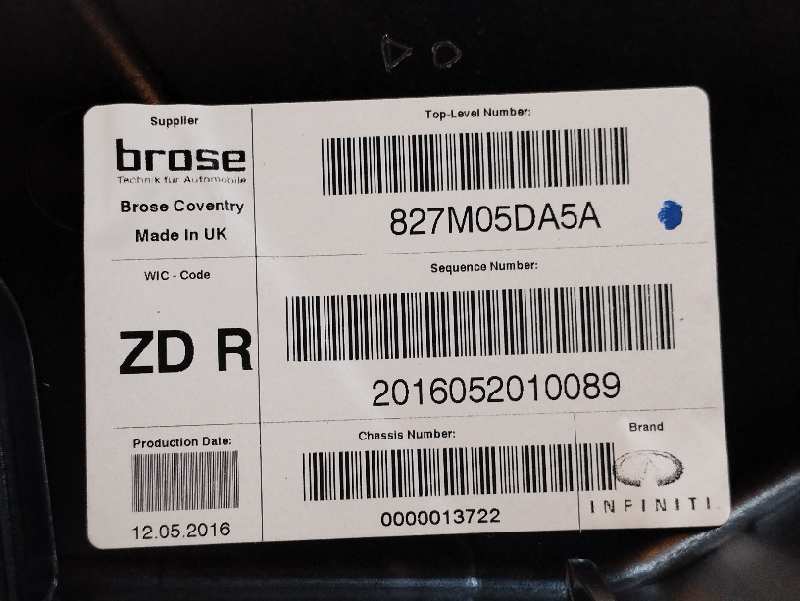 Supplier
brose
Technik für Automobile
Brose Coventry
Made In UK
Top-Level Number:
827M05DA5A
WIC - Code
ZD R
Sequence Number:
2016052010089
Production Date:
12.05.2016
Chassis Number:
0000013722
Brand
INFINITI